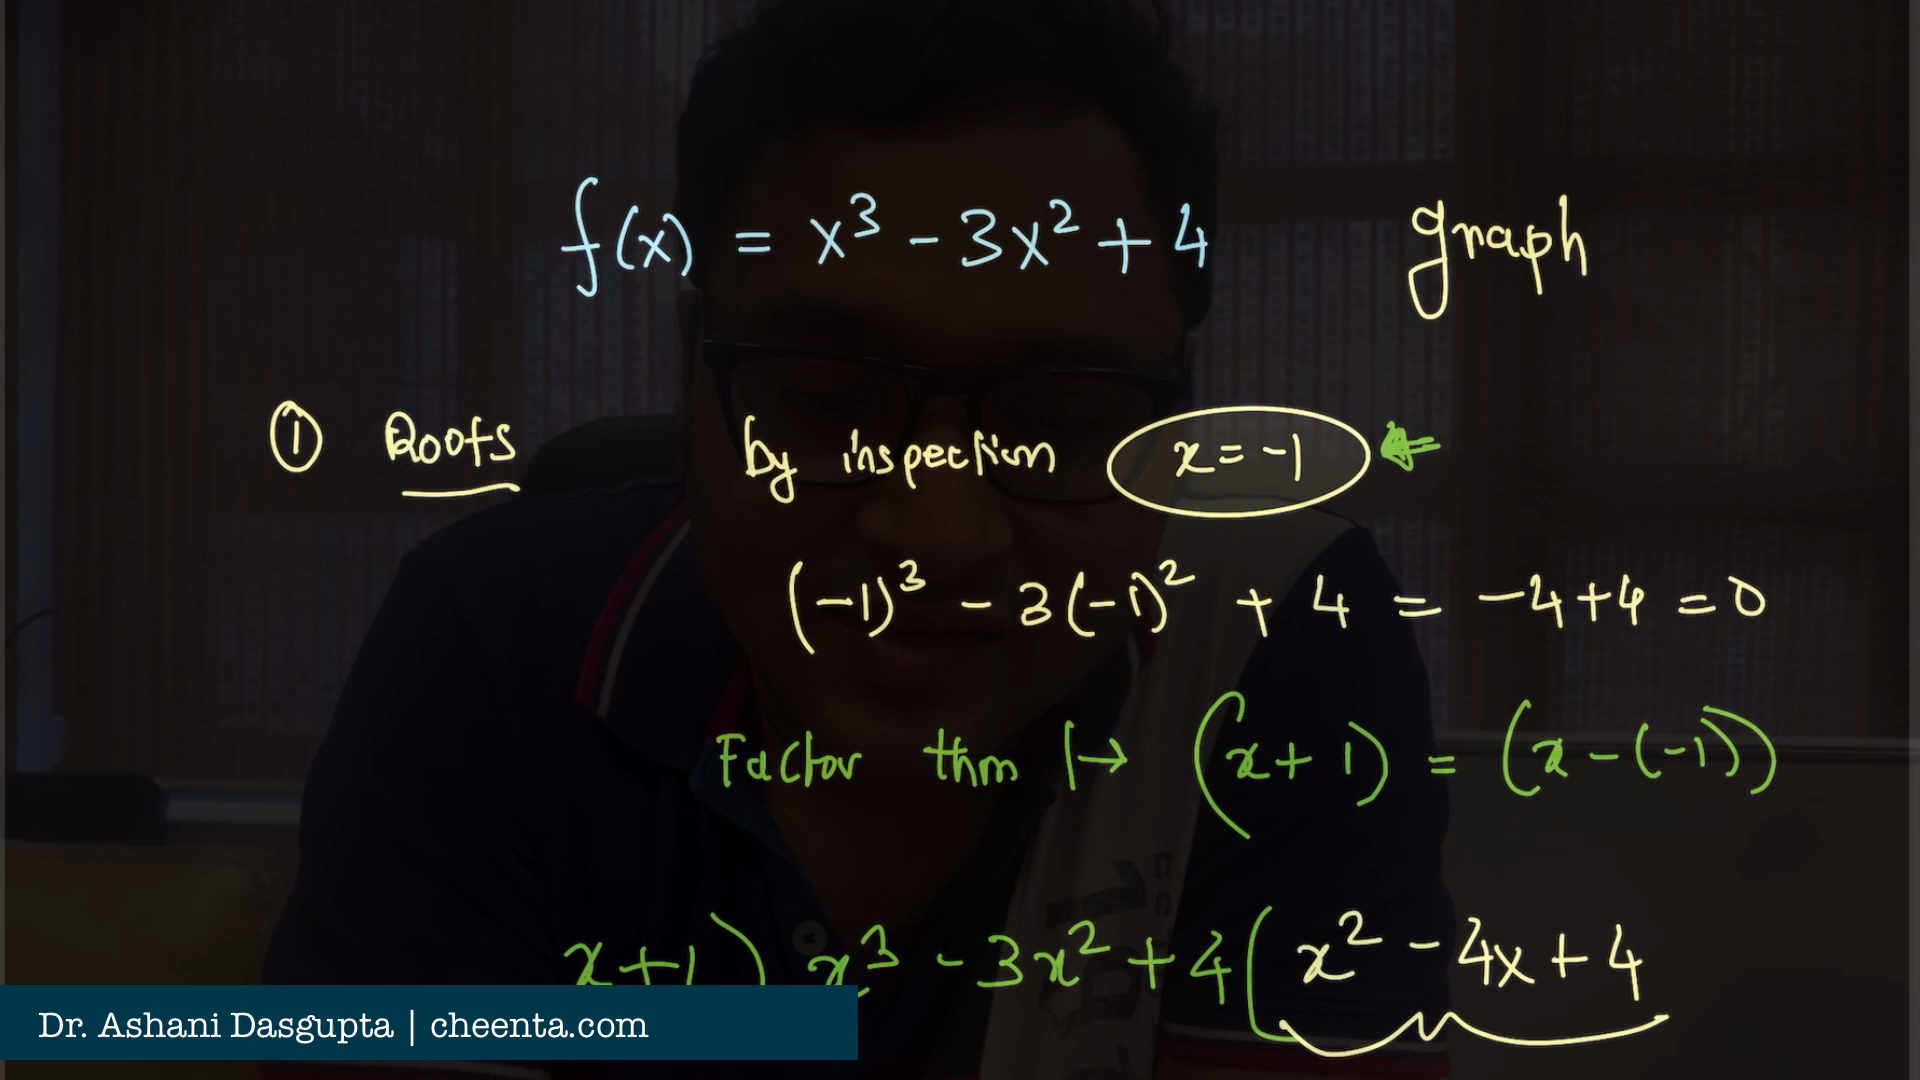 f(x) = x³ - 3x² + 4 graph
① Roots by inspection x = -1
(-1)³ - 3(-1)² + 4 = -4+4 = 0
Factor thm ↦ (x+1) = (x-(-1))
x+1) x³ - 3x² + 4 (x² - 4x + 4
Dr. Ashani Dasgupta | cheenta.com